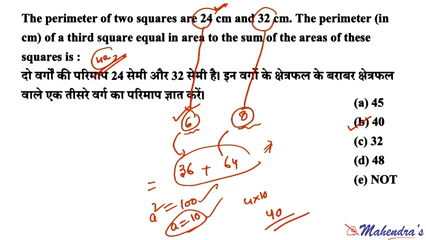 The perimeter of two squares are 24 cm and 32 cm. The perimeter (in
cm) of a third square equal in area to the sum of the areas of these
squares is : 4a
दो वर्गों की परिमाप 24 सेमी और 32 सेमी है। इन वर्गों के क्षेत्रफल के बराबर क्षेत्रफल
वाले एक तीसरे वर्ग का परिमाप ज्ञात करें।
(a) 45
6 8
(b) 40
(c) 32
36 + 64
(d) 48
=
a² = 100
4x10
(e) NOT
a = 10
40
Mahendra's